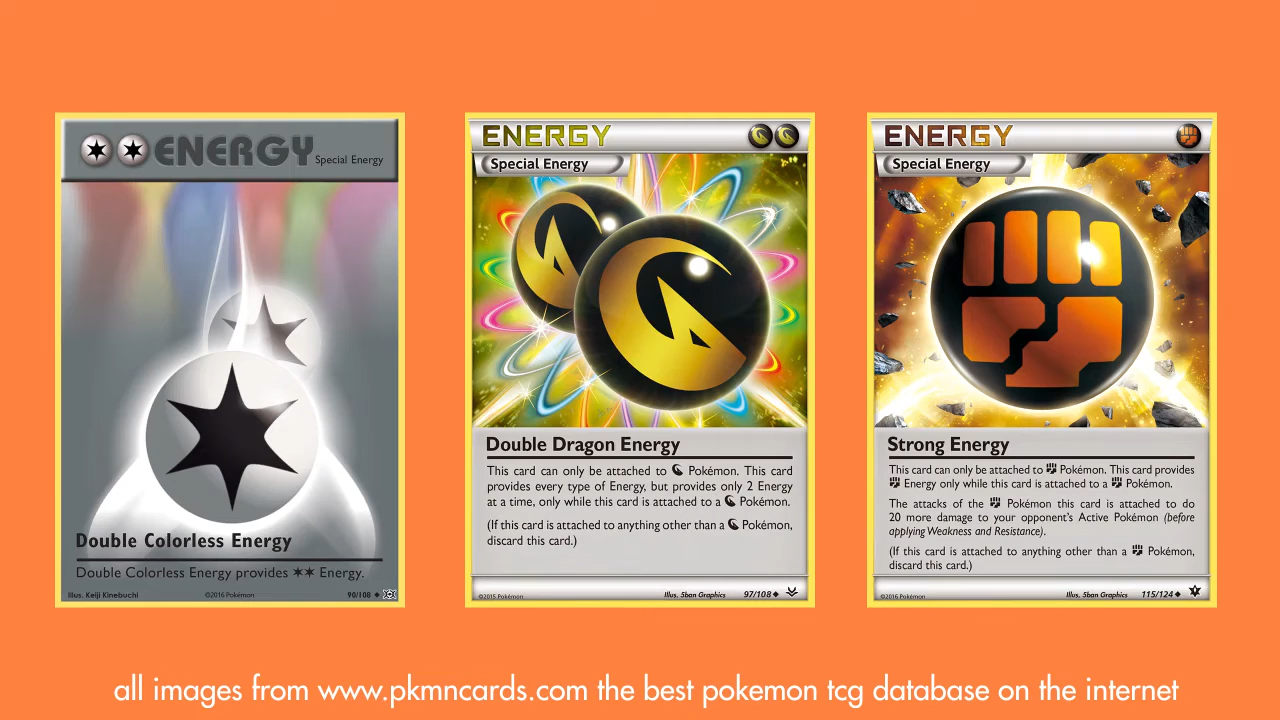 ENERGY Special Energy
Double Colorless Energy
Double Colorless Energy provides ✶✶ Energy.
Illus. Keiji Kinebuchi ©2016 Pokémon 90/108
ENERGY
Special Energy
Double Dragon Energy
This card can only be attached to Pokémon. This card
provides every type of Energy, but provides only 2 Energy
at a time, only while this card is attached to a Pokémon.
(If this card is attached to anything other than a Pokémon,
discard this card.)
©2015 Pokémon Illus. 5ban Graphics 97/108
ENERGY
Special Energy
Strong Energy
This card can only be attached to Pokémon. This card provides
Energy only while this card is attached to a Pokémon.
The attacks of the Pokémon this card is attached to do
20 more damage to your opponent's Active Pokémon (before
applying Weakness and Resistance).
(If this card is attached to anything other than a Pokémon,
discard this card.)
©2016 Pokémon Illus. 5ban Graphics 115/124
all images from www.pkmncards.com the best pokemon tcg database on the internet